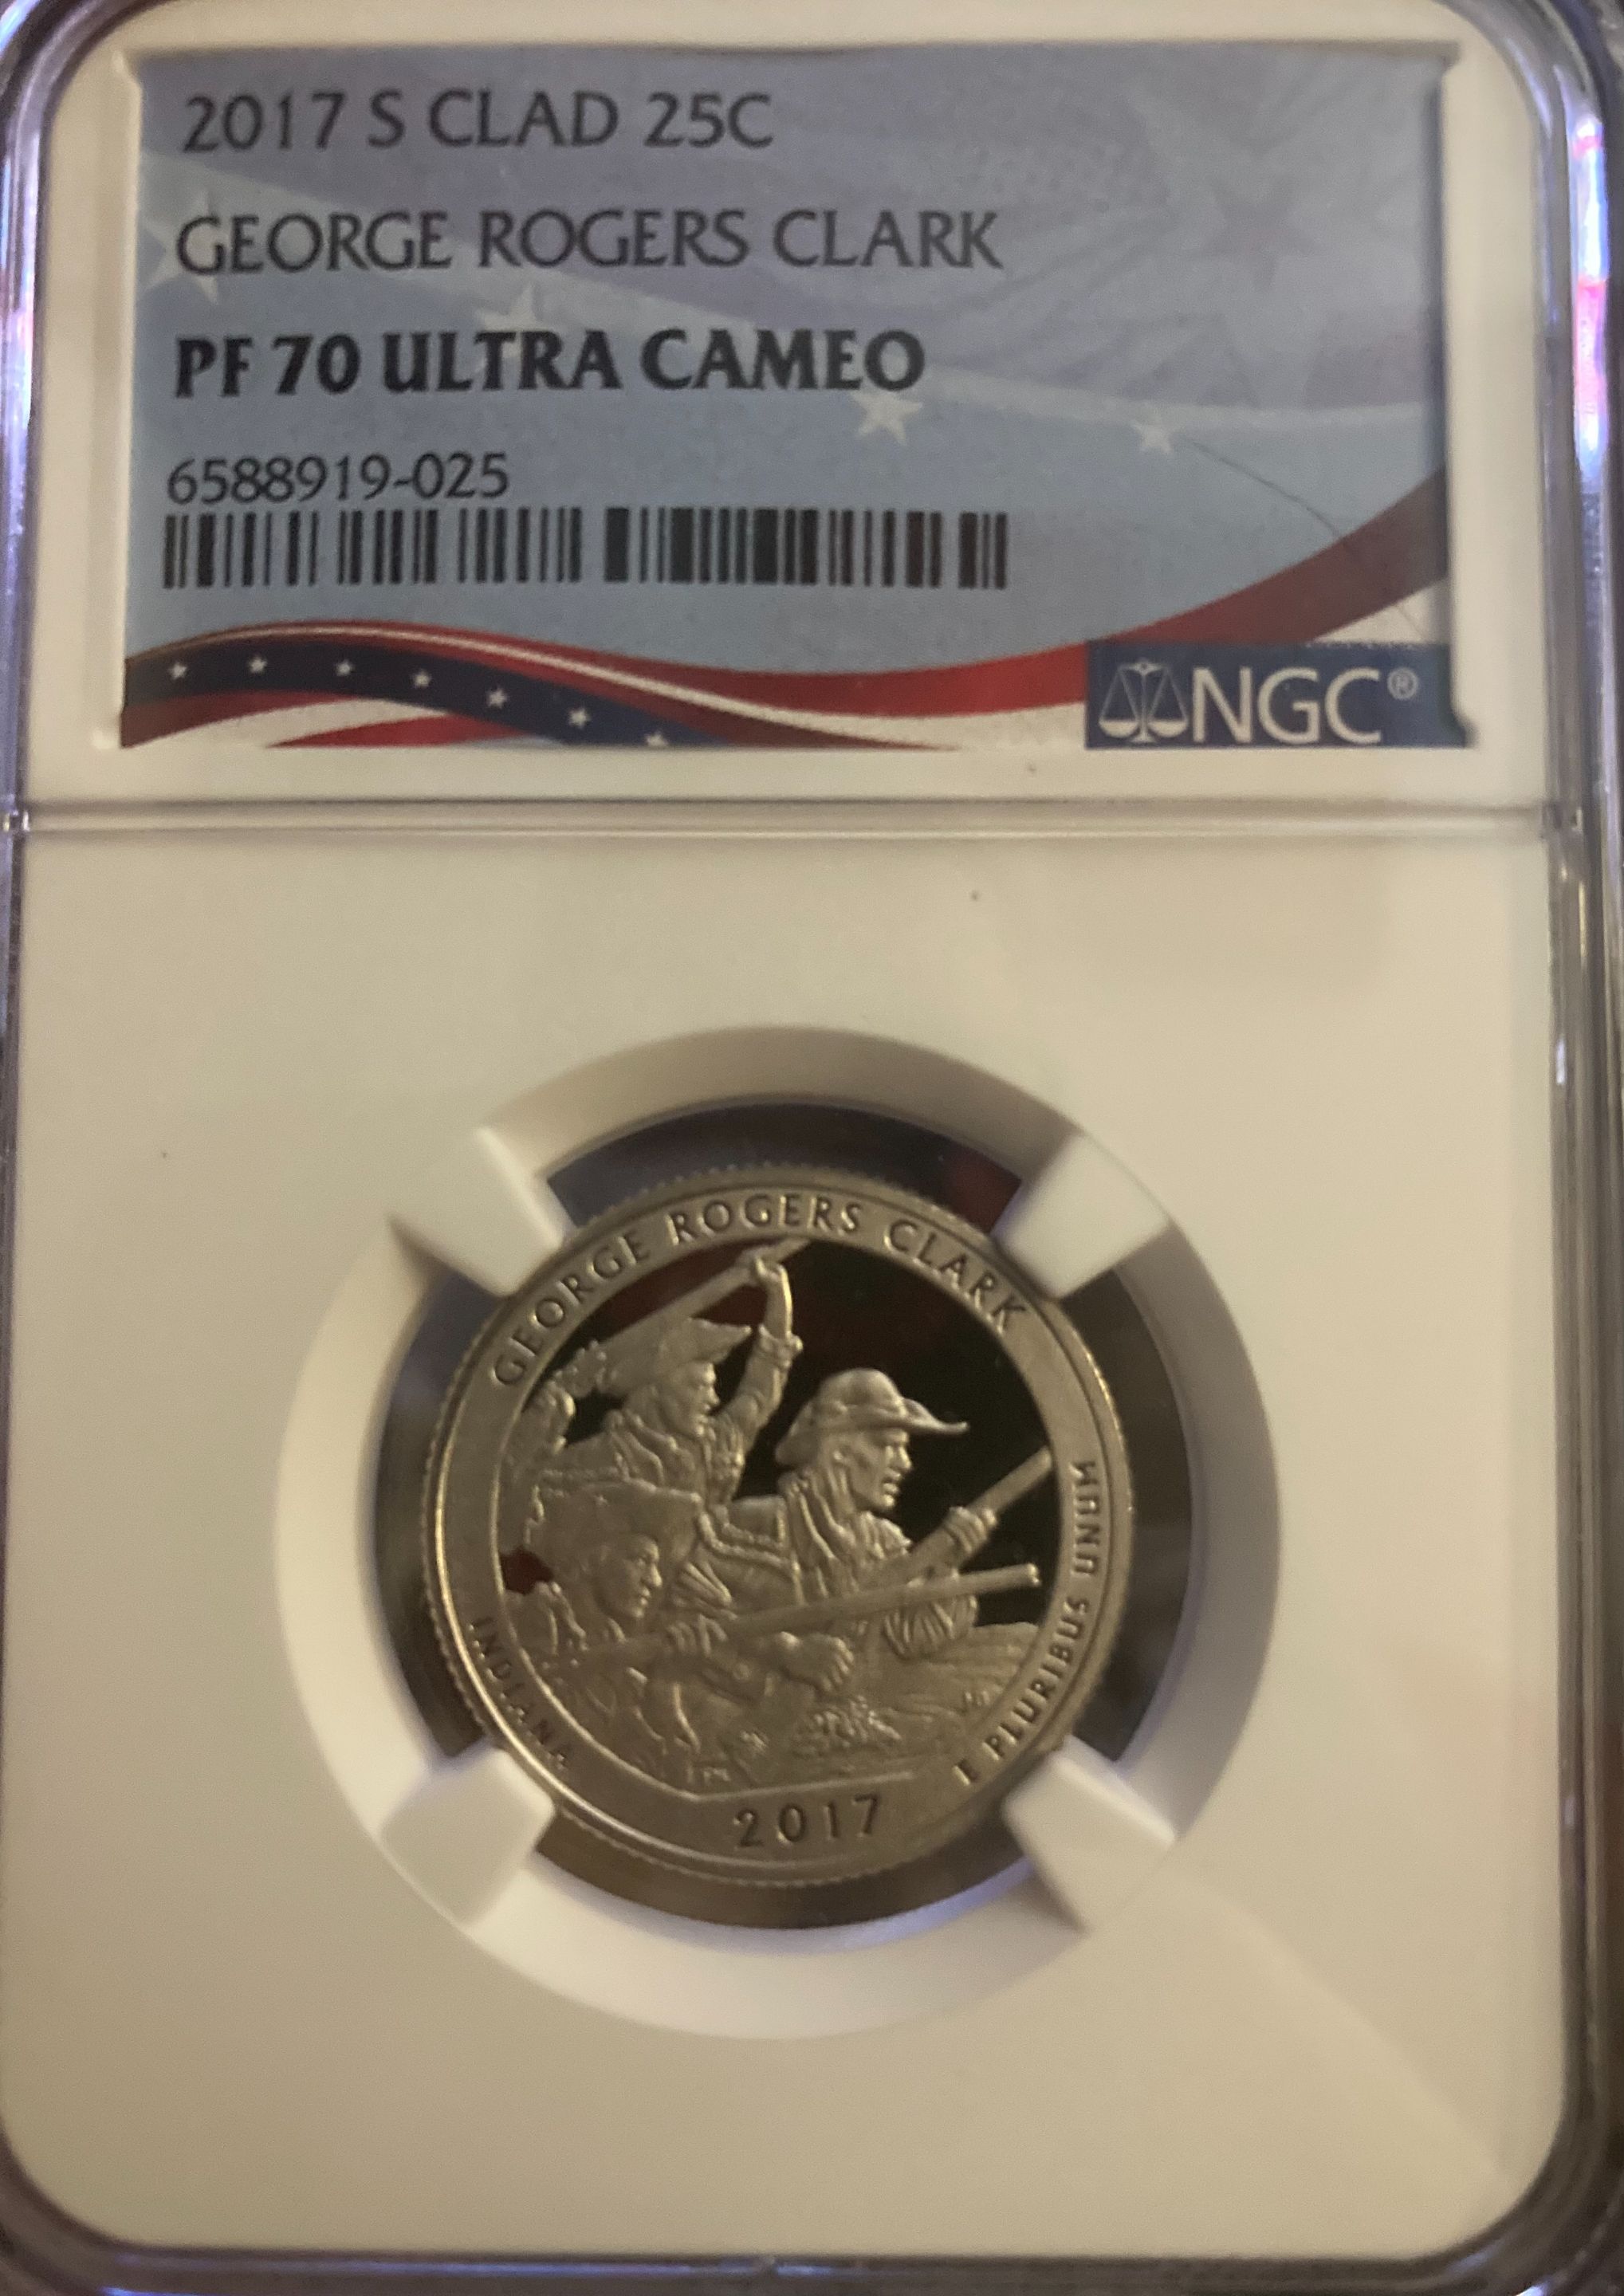 2017 S CLAD 25C
GEORGE ROGERS CLARK
PF 70 ULTRA CAMEO
6588919-025
NGC®
GEORGE ROGERS CLARK
INDIANA
2017
E PLURIBUS UNUM